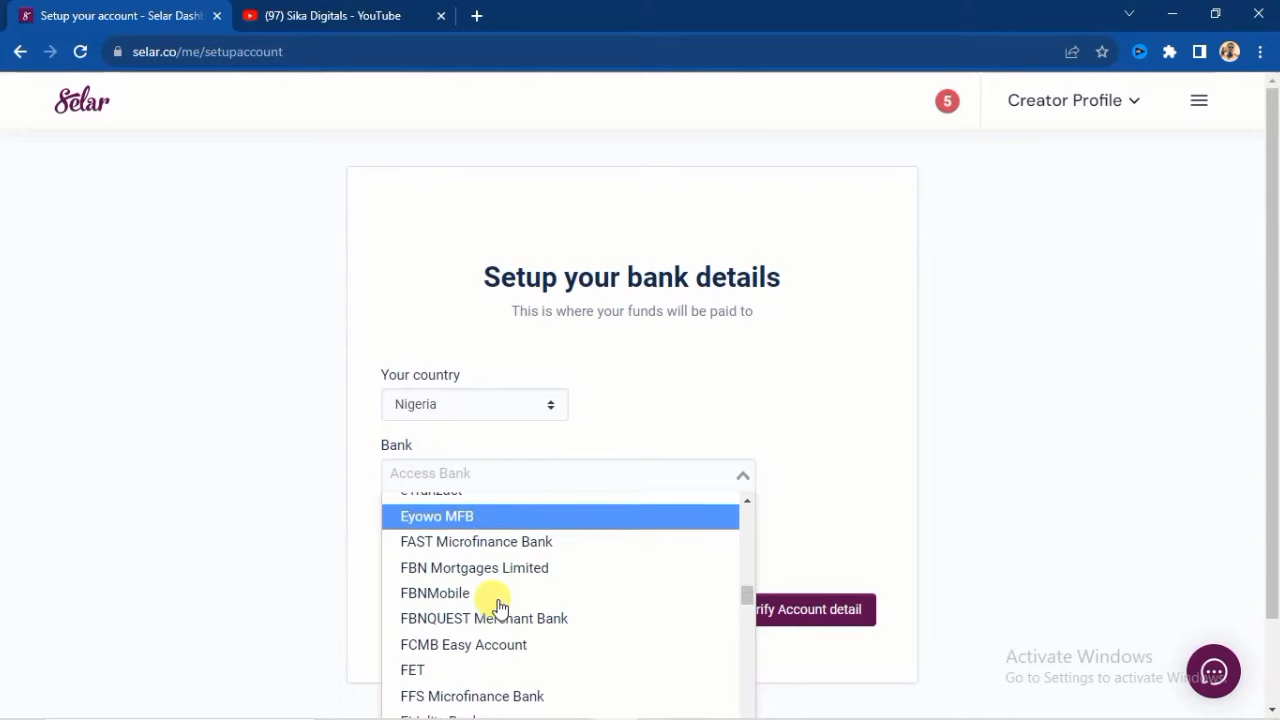 Setup your account - Selar Dashb
(97) Sika Digitals - YouTube
selar.co/me/setupaccount
Selar
5
Creator Profile
Setup your bank details
This is where your funds will be paid to
Your country
Nigeria
Bank
Access Bank
eTranzact
Eyowo MFB
FAST Microfinance Bank
FBN Mortgages Limited
FBNMobile
FBNQUEST Merchant Bank
rify Account detail
FCMB Easy Account
FET
FFS Microfinance Bank
Activate Windows
Go to Settings to activate Windows.